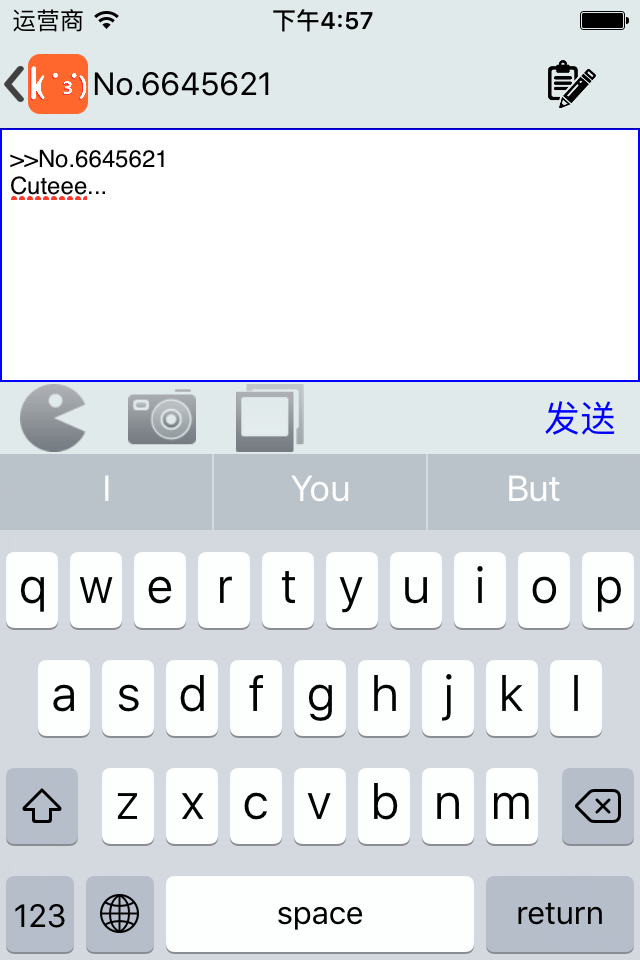 运营商 下午4:57
k(・3・) No.6645621
>>No.6645621
Cuteee...
发送
I You But
q w e r t y u i o p
a s d f g h j k l
z x c v b n m
123 space return